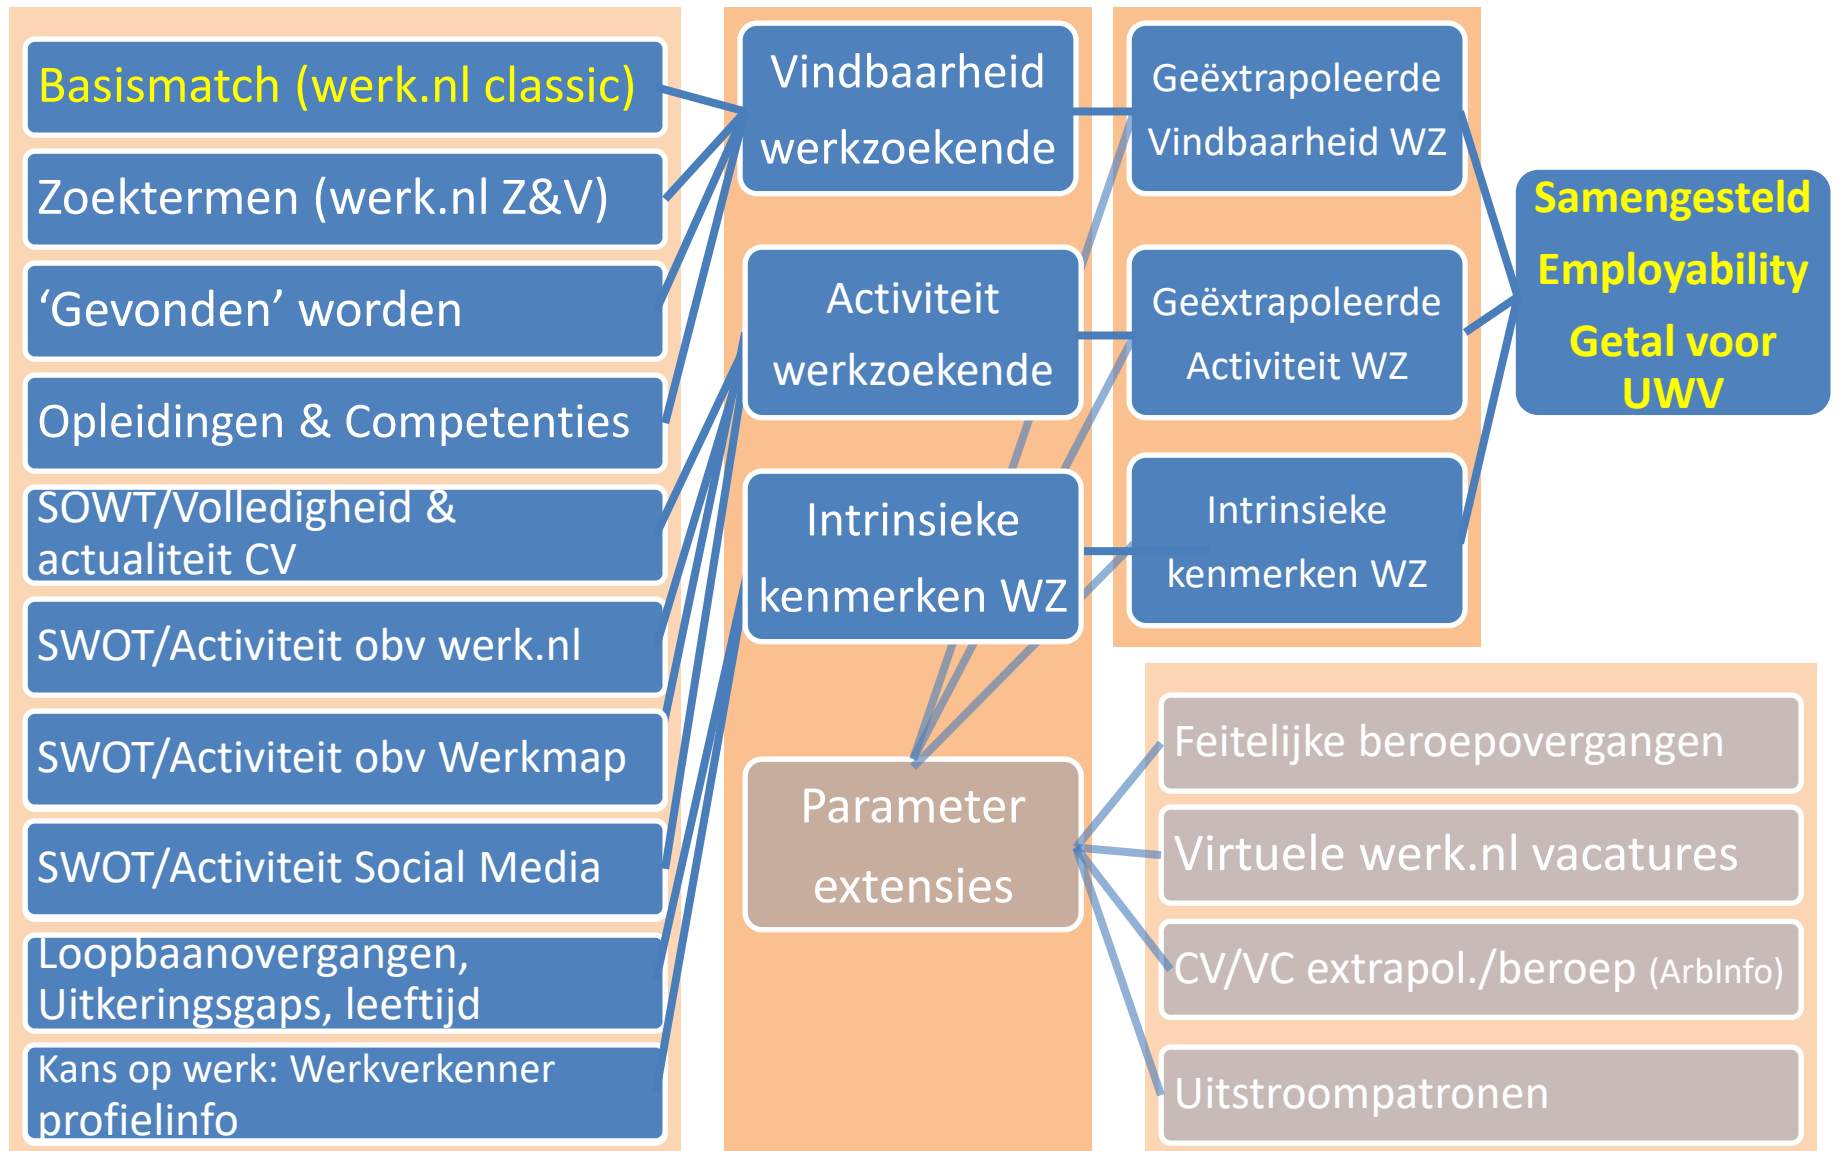 Basismatch (werk.nl classic)
Zoektermen (werk.nl Z&V)
‘Gevonden’ worden
Opleidingen & Competenties
SOWT/Volledigheid &
actualiteit CV
SWOT/Activiteit obv werk.nl
SWOT/Activiteit obv Werkmap
SWOT/Activiteit Social Media
Loopbaanovergangen,
Uitkeringsgaps, leeftijd
Kans op werk: Werkverkenner
profielinfo
Vindbaarheid
werkzoekende
Activiteit
werkzoekende
Intrinsieke
kenmerken WZ
Parameter
extensies
Geëxtrapoleerde
Vindbaarheid WZ
Geëxtrapoleerde
Activiteit WZ
Intrinsieke
kenmerken WZ
Samengesteld
Employability
Getal voor
UWV
Feitelijke beroepovergangen
Virtuele werk.nl vacatures
CV/VC extrapol./beroep (ArbInfo)
Uitstroompatronen